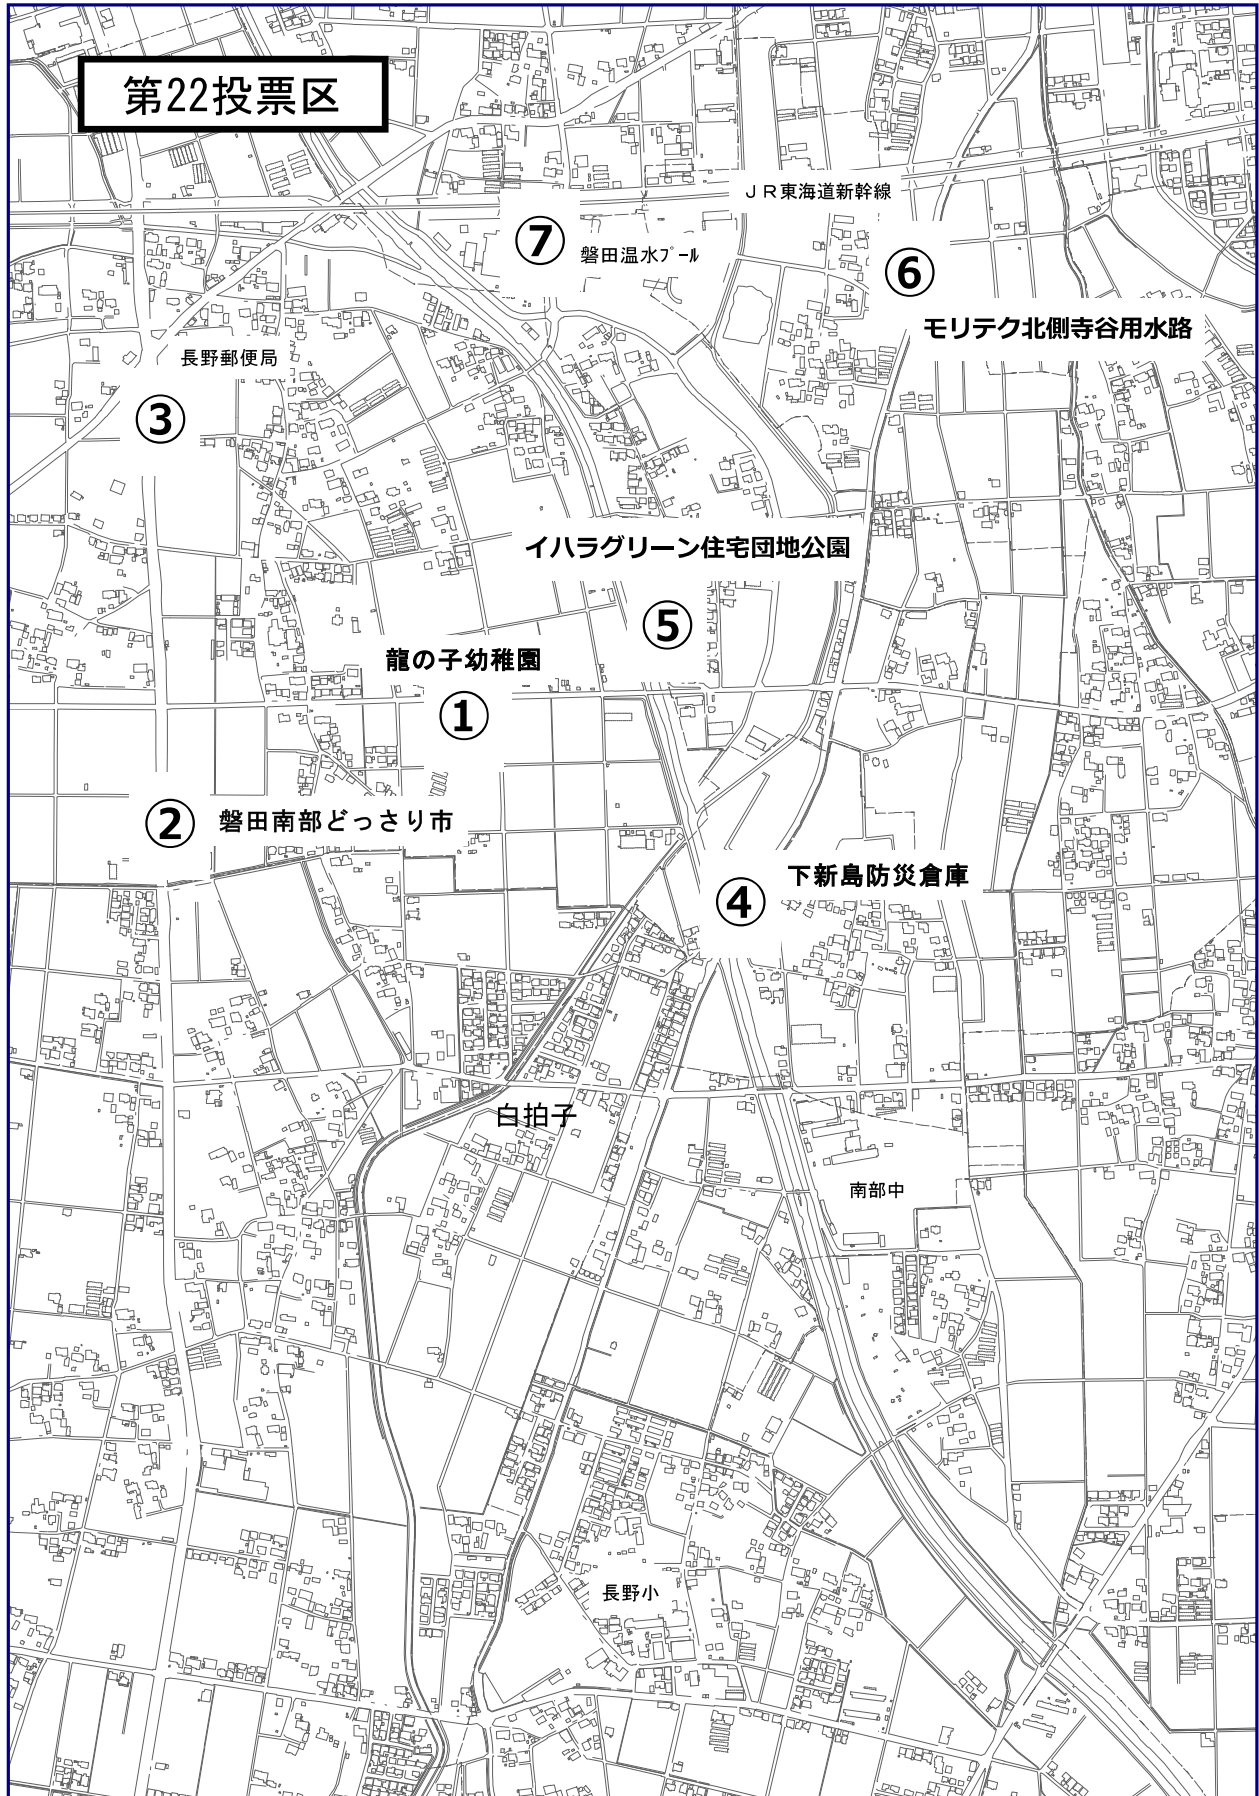 第22投票区
JR東海道新幹線
⑦
磐田温水プール
⑥
モリテク北側寺谷用水路
長野郵便局
③
イハラグリーン住宅団地公園
⑤
龍の子幼稚園
①
② 磐田南部どっさり市
下新島防災倉庫
④
白拍子
南部中
長野小